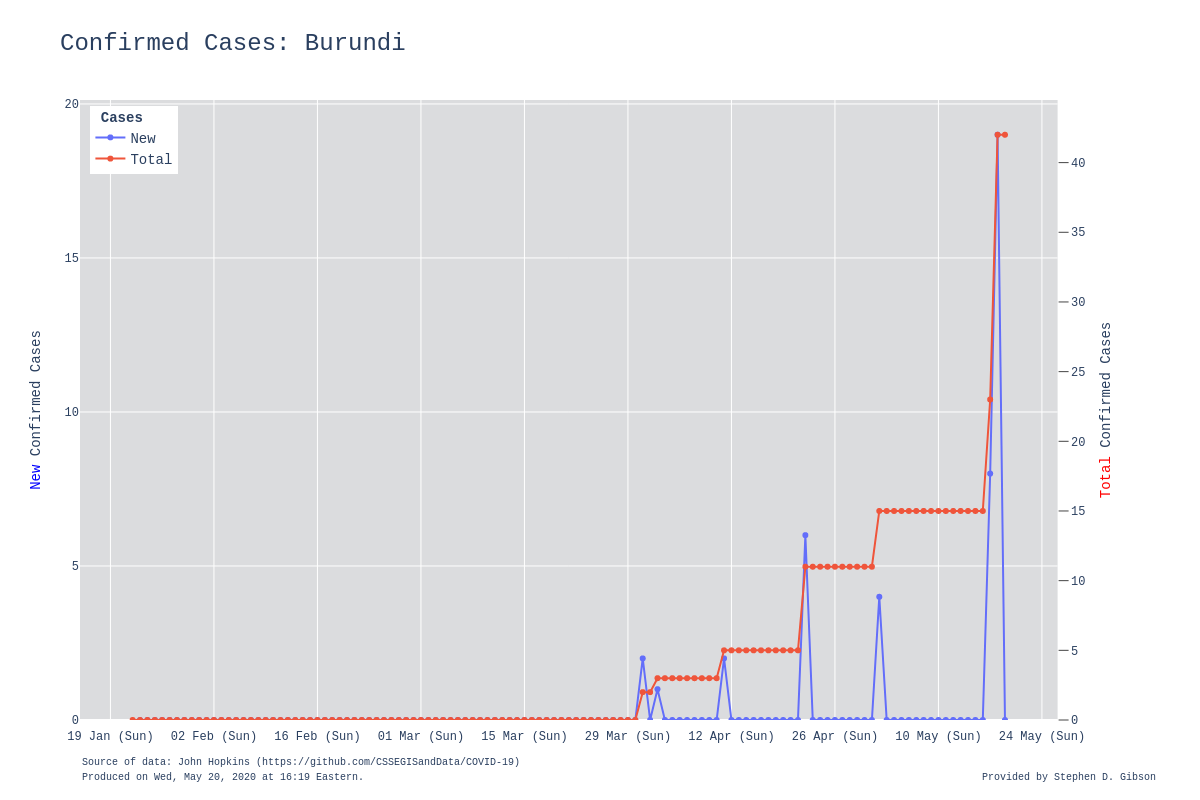 Confirmed Cases: Burundi
Cases
New
Total
20
15
10
5
0
New Confirmed Cases
40
35
30
25
20
15
10
5
0
Total Confirmed Cases
19 Jan (Sun) 02 Feb (Sun) 16 Feb (Sun) 01 Mar (Sun) 15 Mar (Sun) 29 Mar (Sun) 12 Apr (Sun) 26 Apr (Sun) 10 May (Sun) 24 May (Sun)
Source of data: John Hopkins (https://github.com/CSSEGISandData/COVID-19)
Produced on Wed, May 20, 2020 at 16:19 Eastern.
Provided by Stephen D. Gibson